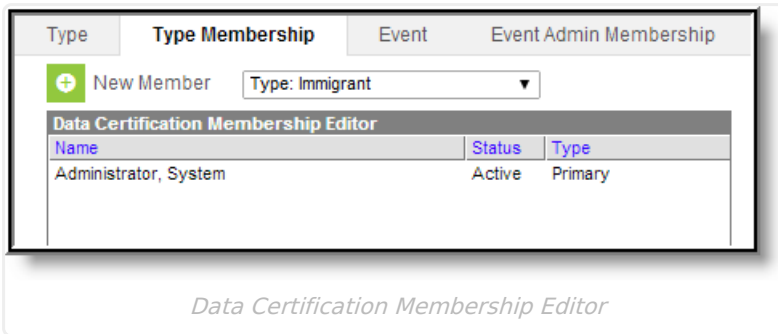 Type Type Membership Event Event Admin Membership
New Member Type: Immigrant
Data Certification Membership Editor
Name Status Type
Administrator, System Active Primary
Data Certification Membership Editor